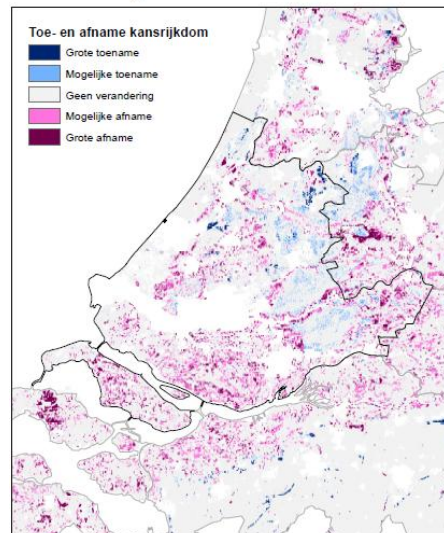 Toe- en afname kansrijkdom
Grote toename
Mogelijke toename
Geen verandering
Mogelijke afname
Grote afname